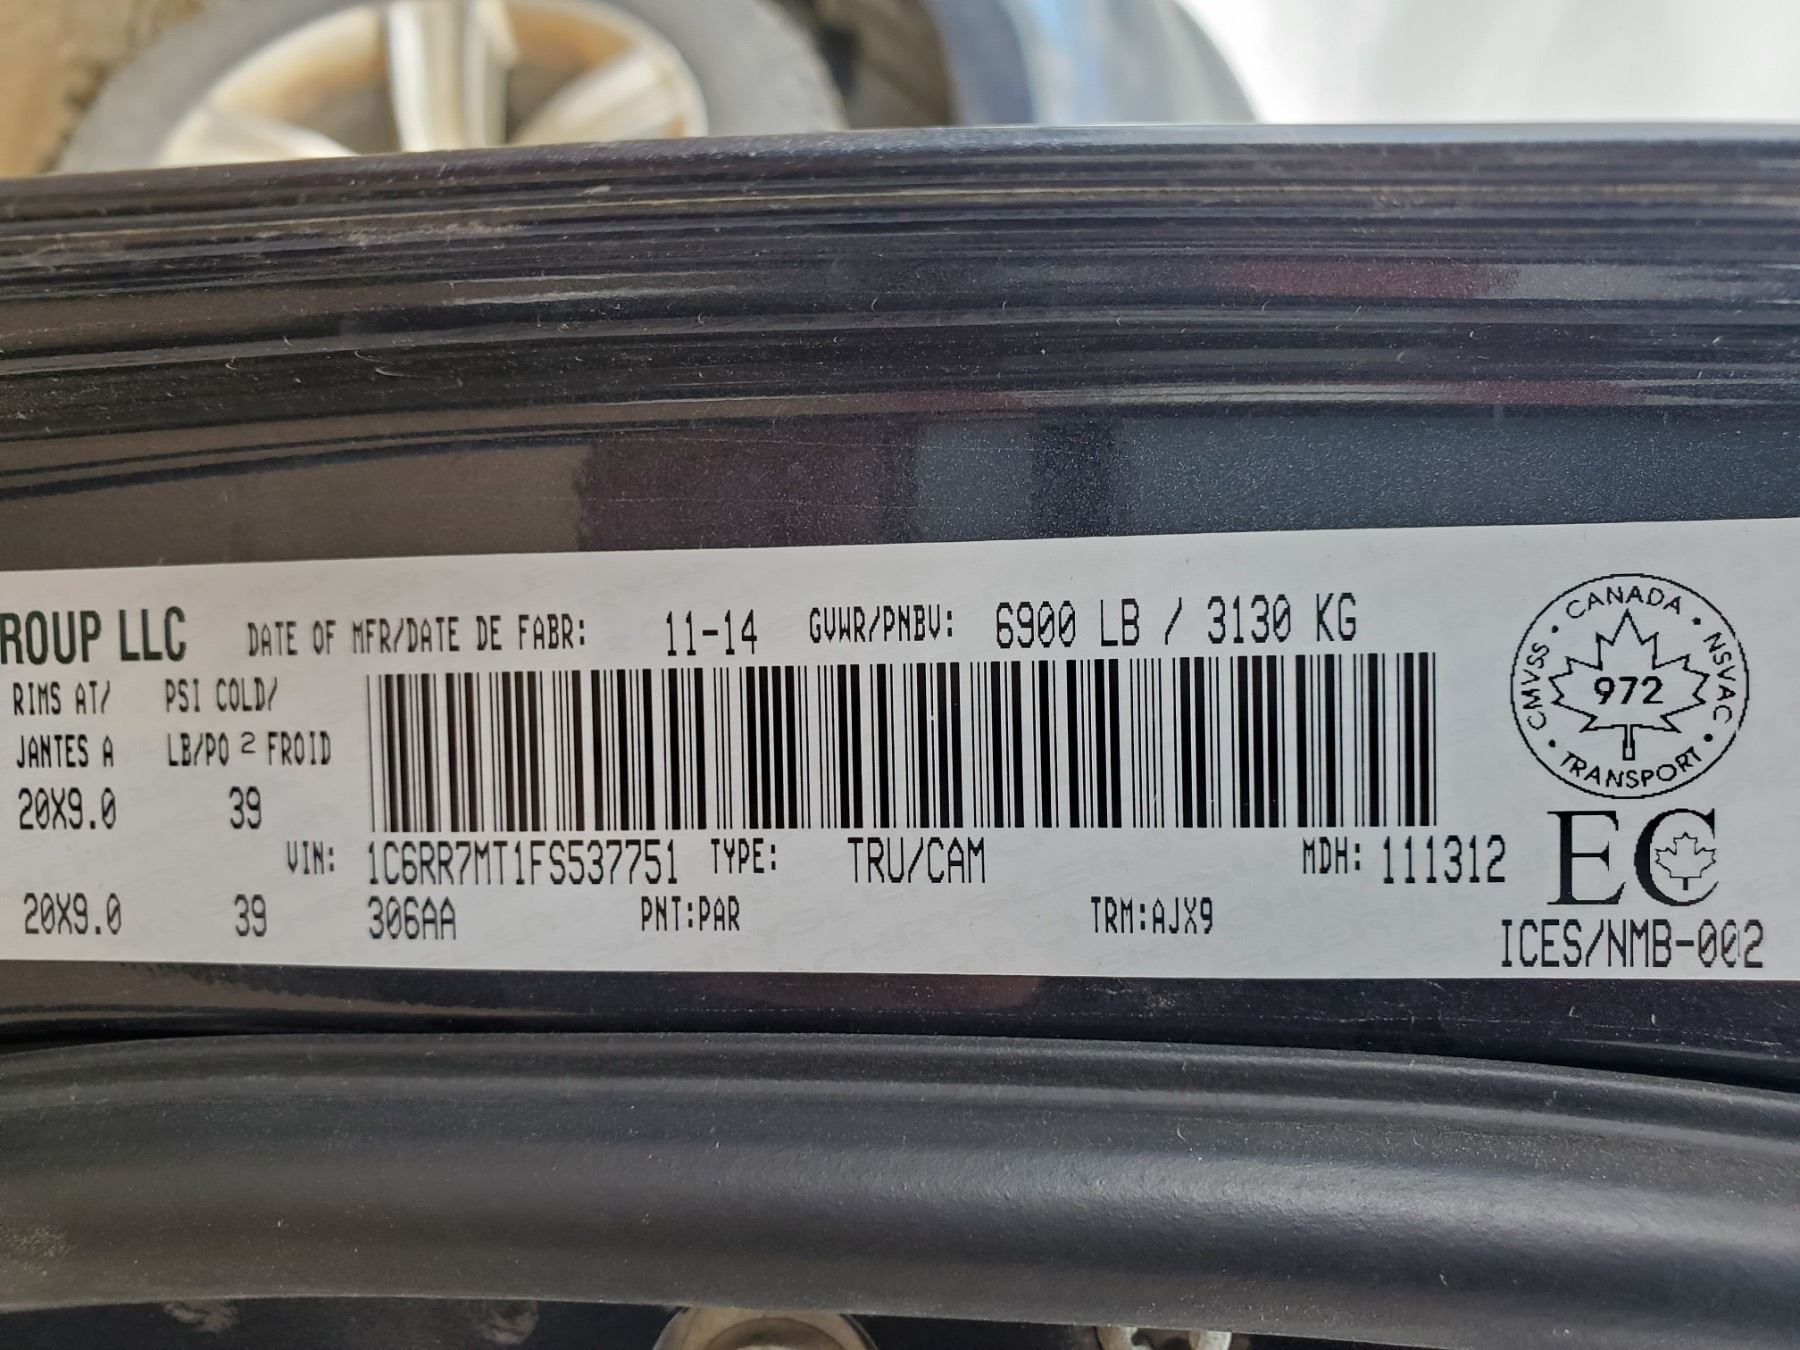 ROUP LLC DATE OF MFR/DATE DE FABR: 11-14 GVWR/PNBV: 6900 LB / 3130 KG
RIMS AT/ PSI COLD/
JANTES A LB/PO 2 FROID
20X9.0 39
VIN: 1C6RR7MT1FS537751 TYPE: TRU/CAM MDH: 111312
20X9.0 39 306AA PNT:PAR TRM:AJX9
CANADA
CMVSS • NSVAC
972
TRANSPORT
EC
ICES/NMB-002